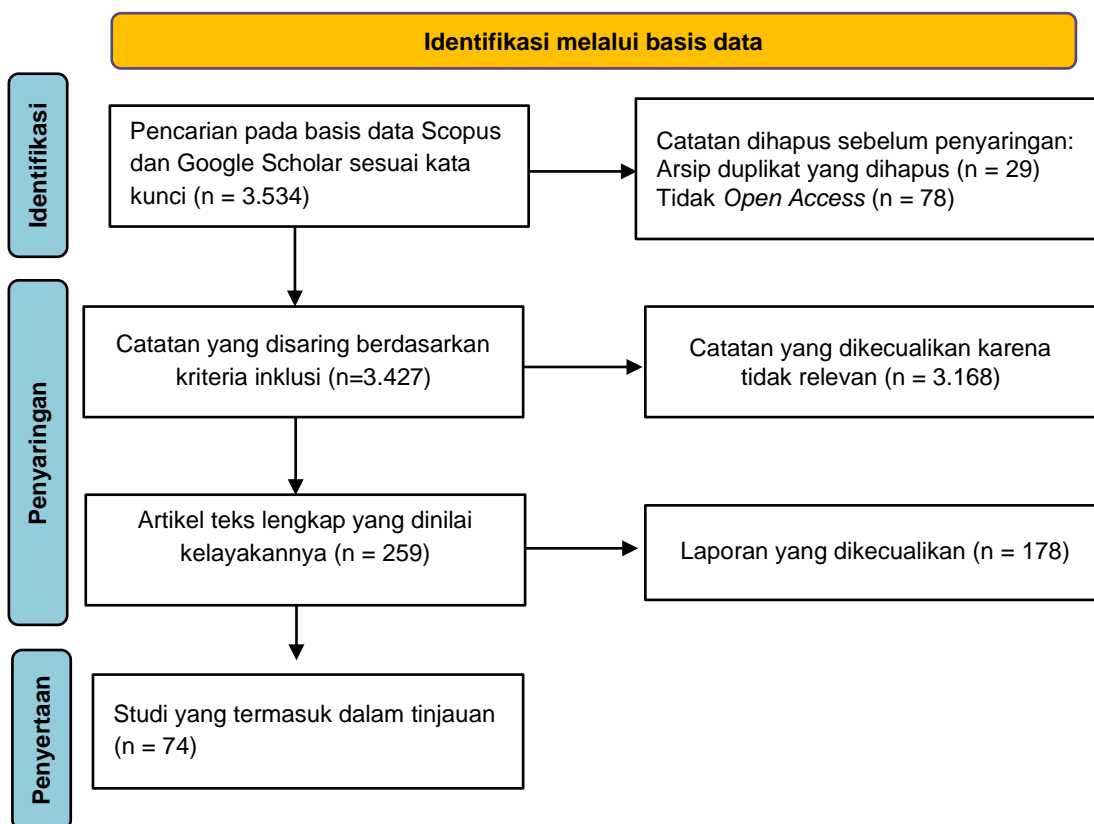 Identifikasi melalui basis data
Identifikasi
Pencarian pada basis data Scopus
dan Google Scholar sesuai kata
kunci (n = 3.534)
Catatan dihapus sebelum penyaringan:
Arsip duplikat yang dihapus (n = 29)
Tidak Open Access (n = 78)
Penyaringan
Catatan yang disaring berdasarkan
kriteria inklusi (n=3.427)
Catatan yang dikecualikan karena
tidak relevan (n = 3.168)
Artikel teks lengkap yang dinilai
kelayakannya (n = 259)
Laporan yang dikecualikan (n = 178)
Penyertaan
Studi yang termasuk dalam tinjauan
(n = 74)